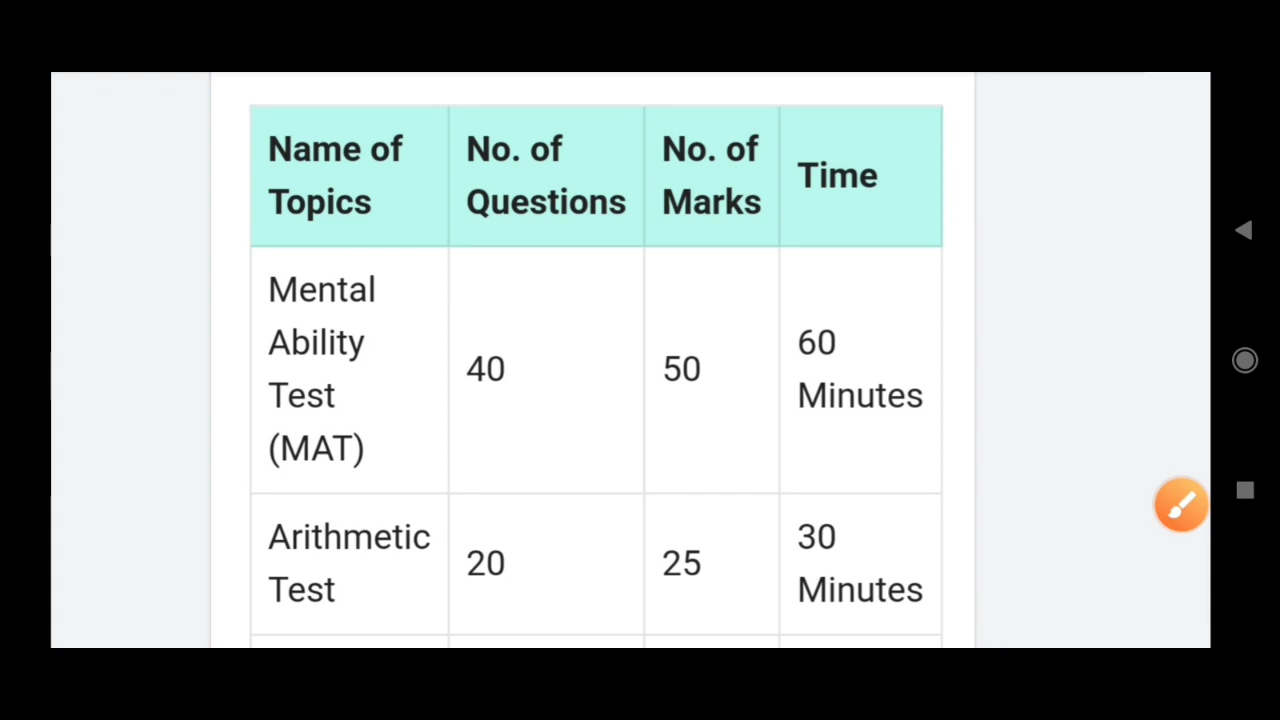 Name of
Topics
No. of
Questions
No. of
Marks
Time
Mental
Ability
Test
(MAT)
40
50
60
Minutes
Arithmetic
Test
20
25
30
Minutes